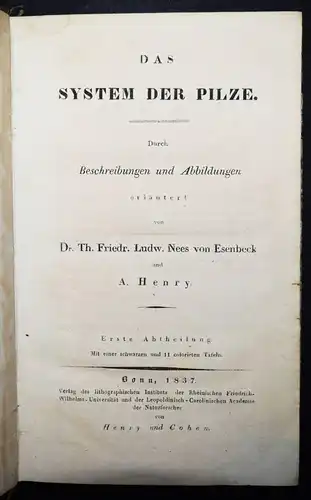 DAS
SYSTEM DER PILZE.
Durch
Beschreibungen und Abbildungen
erläutert
von
Dr. Th. Friedr. Ludw. Nees von Esenbeck
und
A. Henry.
Erste Abtheilung
Mit einer schwarzen und 11 colorirten Tafeln.
Bonn, 1837.
Verlag des lithographischen Instituts der Rheinischen Friedrich-
Wilhelms-Universität und der Leopoldinisch-Carolinischen Academie
der Naturforscher
von
Henry und Cohen.